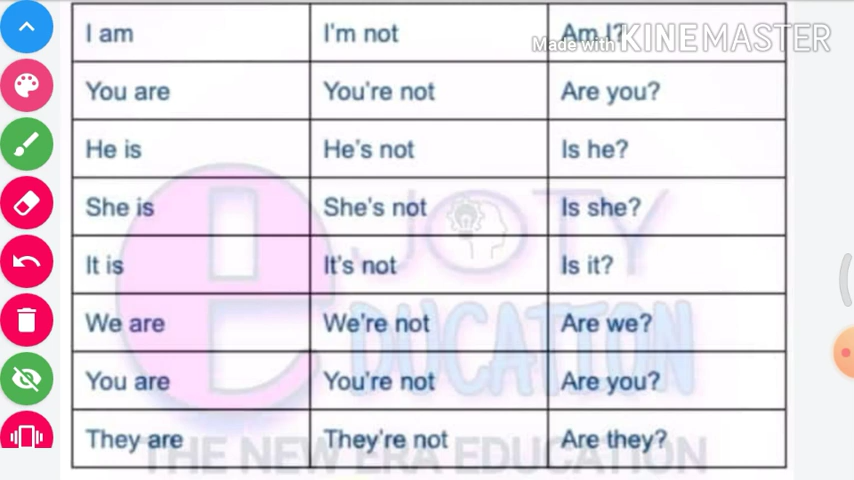 I am I'm not Am I?
Made with KINEMASTER
You are You're not Are you?
He is He's not Is he?
She is She's not Is she?
It is It's not Is it?
We are We're not Are we?
You are You're not Are you?
They are They're not Are they?
e JOTY
EDUCATION
THE NEW ERA EDUCATION